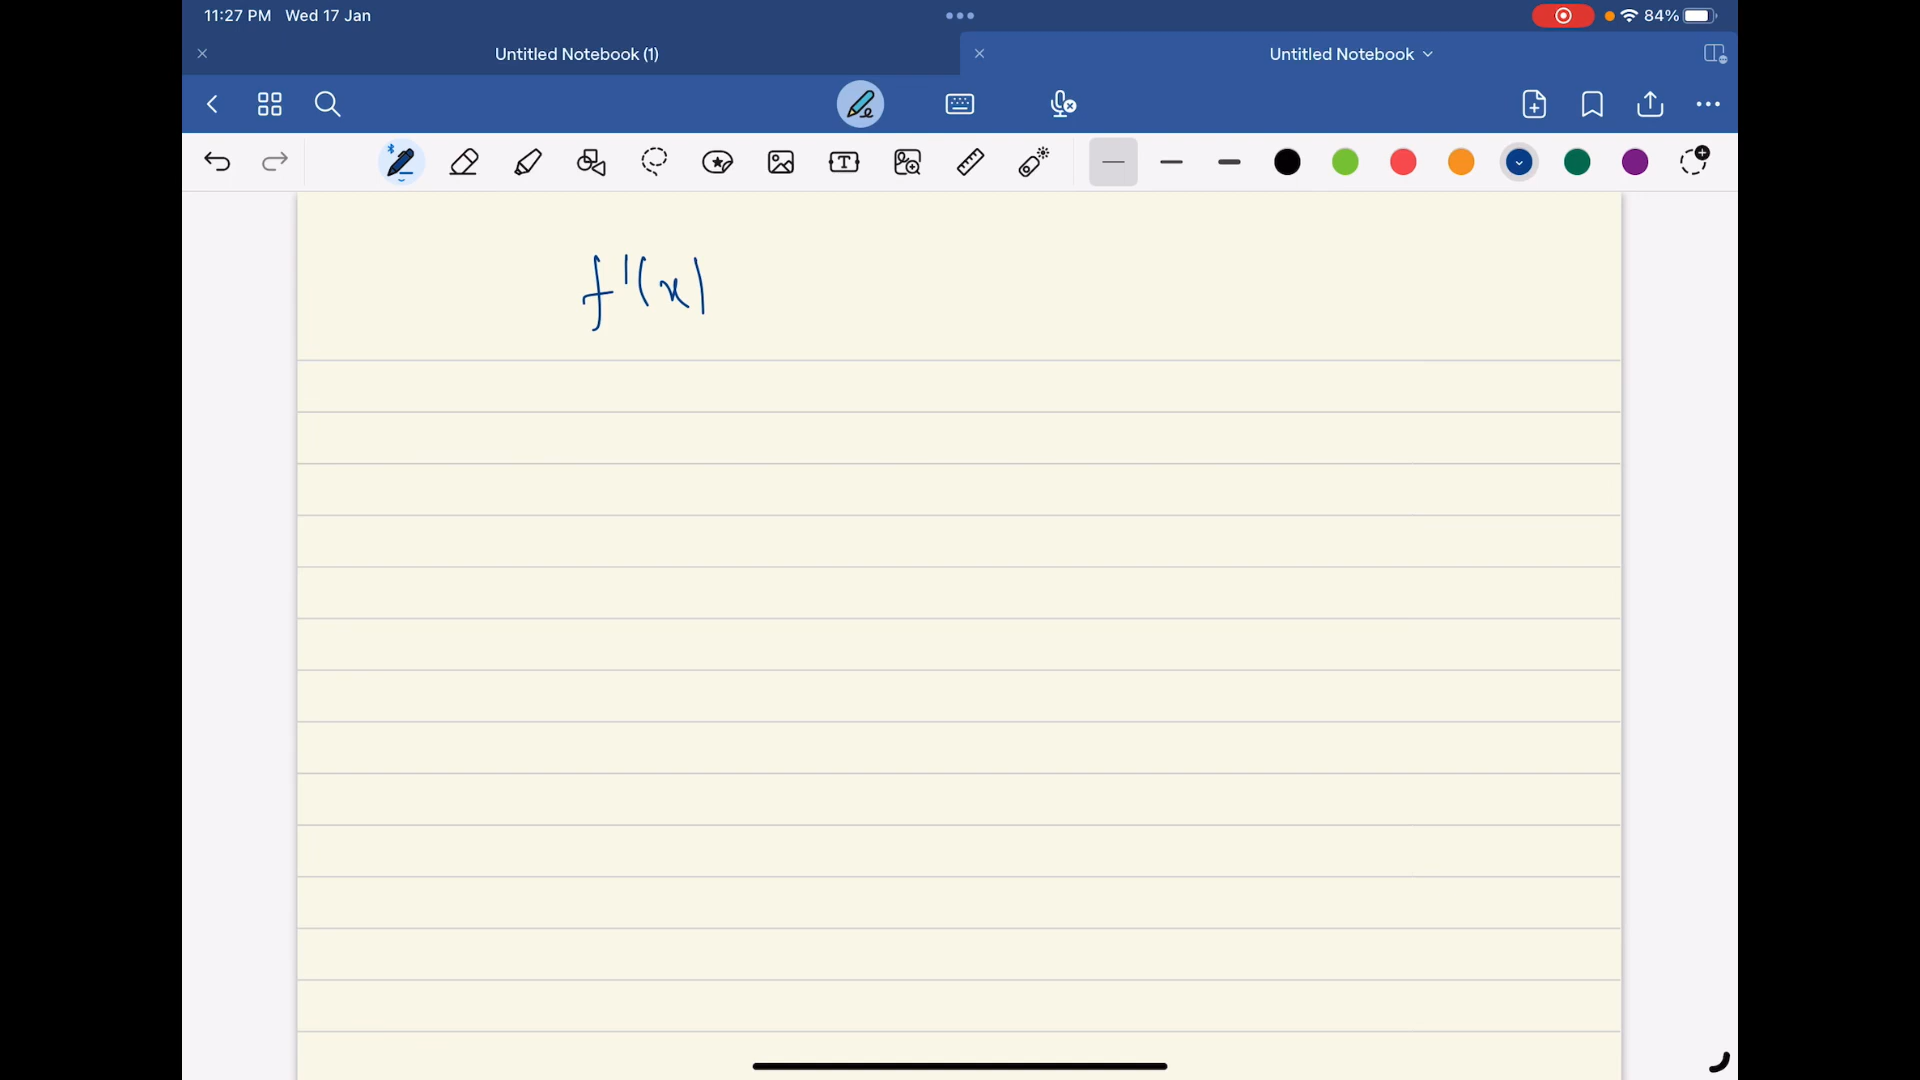 11:27 PM Wed 17 Jan 84%
Untitled Notebook (1) Untitled Notebook
T
f'(x)